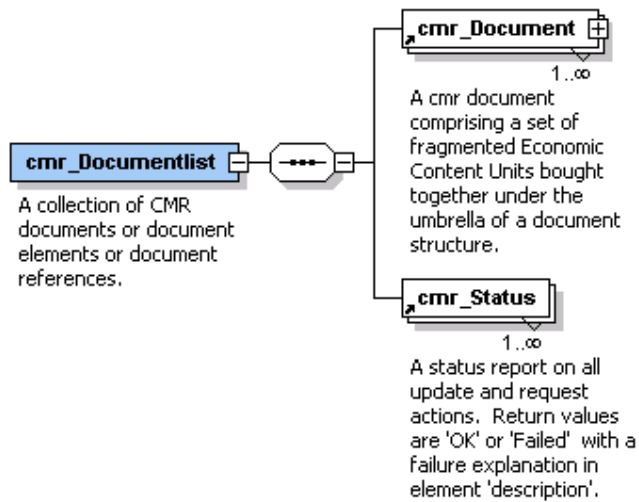 cmr_Document
1..∞
A cmr document
comprising a set of
fragmented Economic
Content Units bought
together under the
umbrella of a document
structure.
cmr_Documentlist
A collection of CMR
documents or document
elements or document
references.
cmr_Status
1..∞
A status report on all
update and request
actions.  Return values
are 'OK' or 'Failed'  with a
failure explanation in
element 'description'.